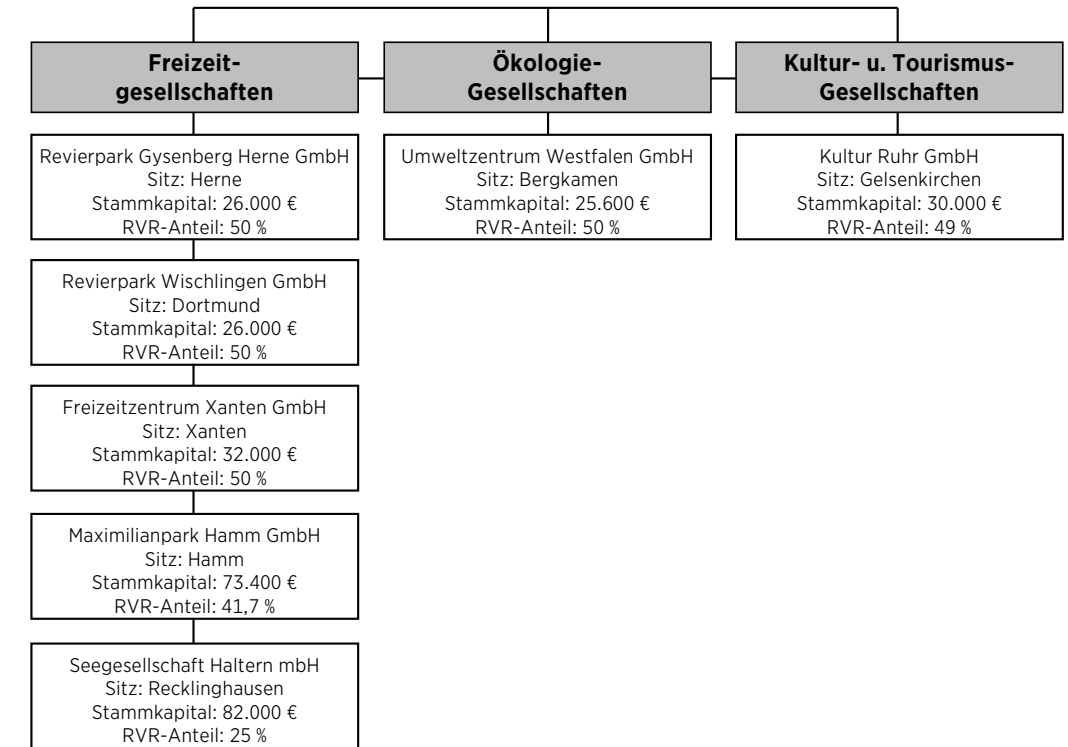 Freizeit-
gesellschaften
Ökologie-
Gesellschaften
Kultur- u. Tourismus-
Gesellschaften
Revierpark Gysenberg Herne GmbH
Sitz: Herne
Stammkapital: 26.000 €
RVR-Anteil: 50 %
Umweltzentrum Westfalen GmbH
Sitz: Bergkamen
Stammkapital: 25.600 €
RVR-Anteil: 50 %
Kultur Ruhr GmbH
Sitz: Gelsenkirchen
Stammkapital: 30.000 €
RVR-Anteil: 49 %
Revierpark Wischlingen GmbH
Sitz: Dortmund
Stammkapital: 26.000 €
RVR-Anteil: 50 %
Freizeitzentrum Xanten GmbH
Sitz: Xanten
Stammkapital: 32.000 €
RVR-Anteil: 50 %
Maximilianpark Hamm GmbH
Sitz: Hamm
Stammkapital: 73.400 €
RVR-Anteil: 41,7 %
Seegesellschaft Haltern mbH
Sitz: Recklinghausen
Stammkapital: 82.000 €
RVR-Anteil: 25 %